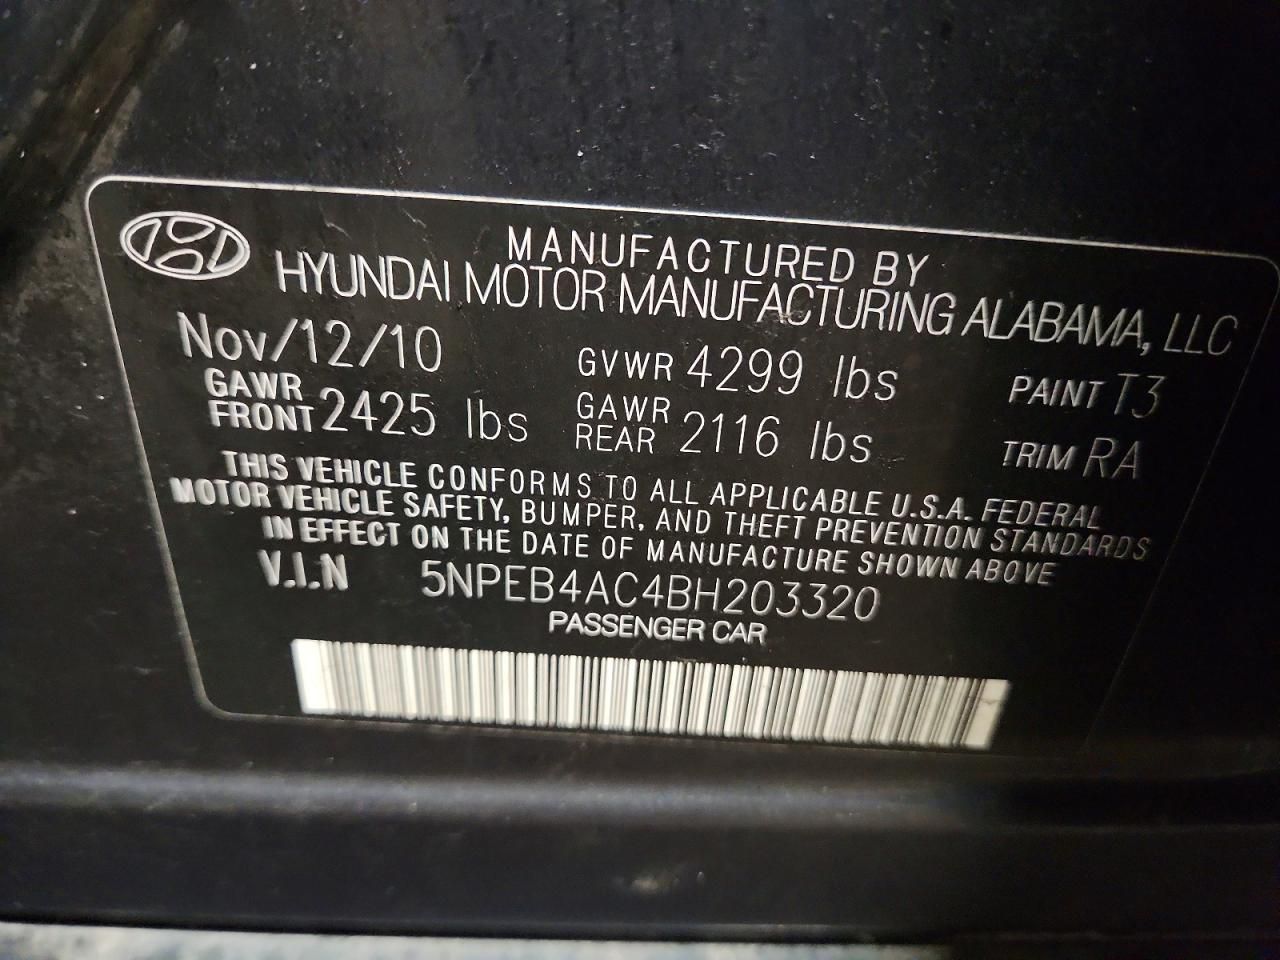 MANUFACTURED BY
HYUNDAI MOTOR MANUFACTURING ALABAMA, LLC
Nov/12/10 GVWR 4299 lbs PAINT T3
GAWR FRONT 2425 lbs GAWR REAR 2116 lbs TRIM RA
THIS VEHICLE CONFORMS TO ALL APPLICABLE U.S.A. FEDERAL
MOTOR VEHICLE SAFETY, BUMPER, AND THEFT PREVENTION STANDARDS
IN EFFECT ON THE DATE OF MANUFACTURE SHOWN ABOVE
V.I.N 5NPEB4AC4BH203320
PASSENGER CAR